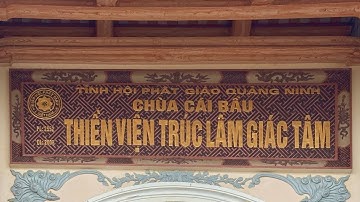 TỈNH HỘI PHẬT GIÁO QUẢNG NINH
CHÙA CÁI BẦU
THIỀN VIỆN TRÚC LÂM GIÁC TÂM